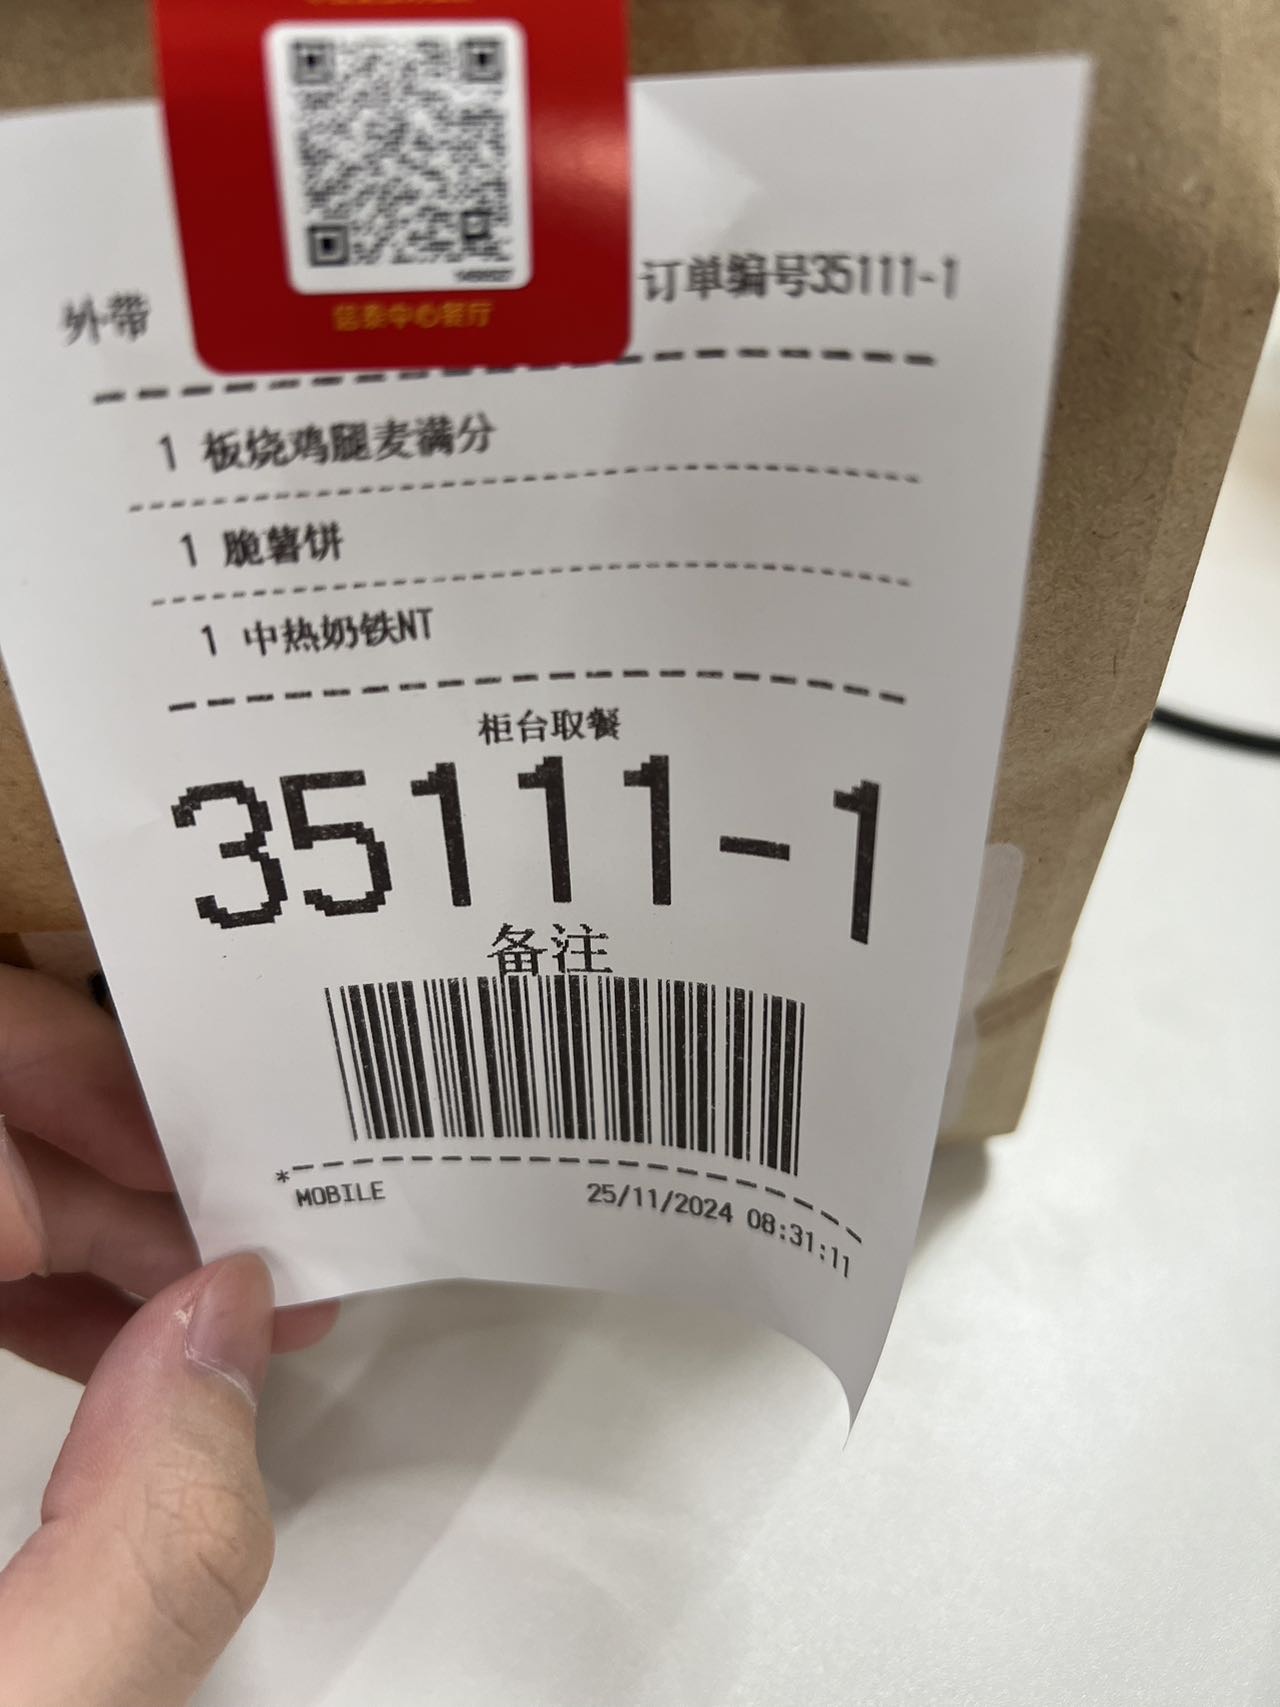 信泰中心餐厅
外带
订单编号35111-1
1 板烧鸡腿麦满分
1 脆薯饼
1 中热奶铁NT
柜台取餐
35111-1
备注
*
MOBILE
25/11/2024 08:31:11